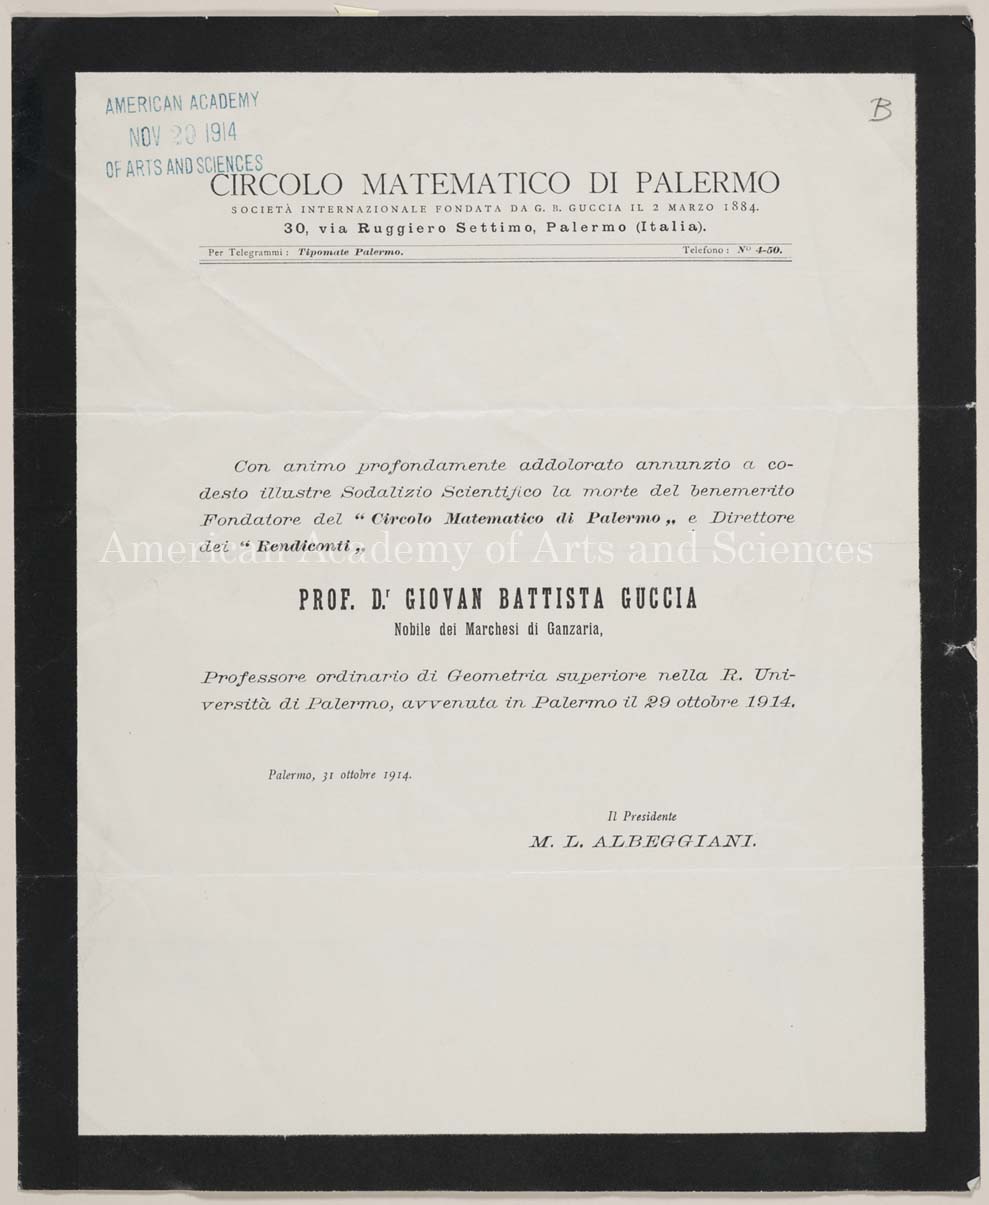 AMERICAN ACADEMY
NOV 20 1914
OF ARTS AND SCIENCES
B
CIRCOLO MATEMATICO DI PALERMO
SOCIETÀ INTERNAZIONALE FONDATA DA G. B. GUCCIA IL 2 MARZO 1884.
30, via Ruggiero Settimo, Palermo (Italia).
Per Telegrammi : Tipomate Palermo. Telefono : Nº 4-50.
Con animo profondamente addolorato annunzio a co-
desto illustre Sodalizio Scientifico la morte del benemerito
Fondatore del “ Circolo Matematico di Palermo „ e Direttore
dei “ Rendiconti „
American Academy of Arts and Sciences
PROF. D.r GIOVAN BATTISTA GUCCIA
Nobile dei Marchesi di Ganzaria,
Professore ordinario di Geometria superiore nella R. Uni-
versità di Palermo, avvenuta in Palermo il 29 ottobre 1914.
Palermo, 31 ottobre 1914.
Il Presidente
M. L. ALBEGGIANI.